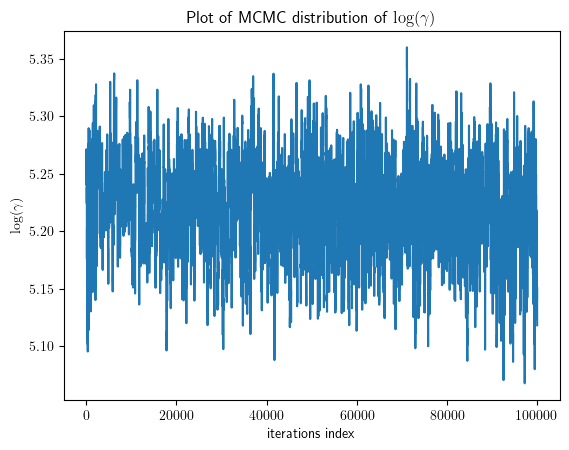 Plot of MCMC distribution of log(γ)
5.35
5.30
5.25
5.20
5.15
5.10
log(γ)
0 20000 40000 60000 80000 100000
iterations index